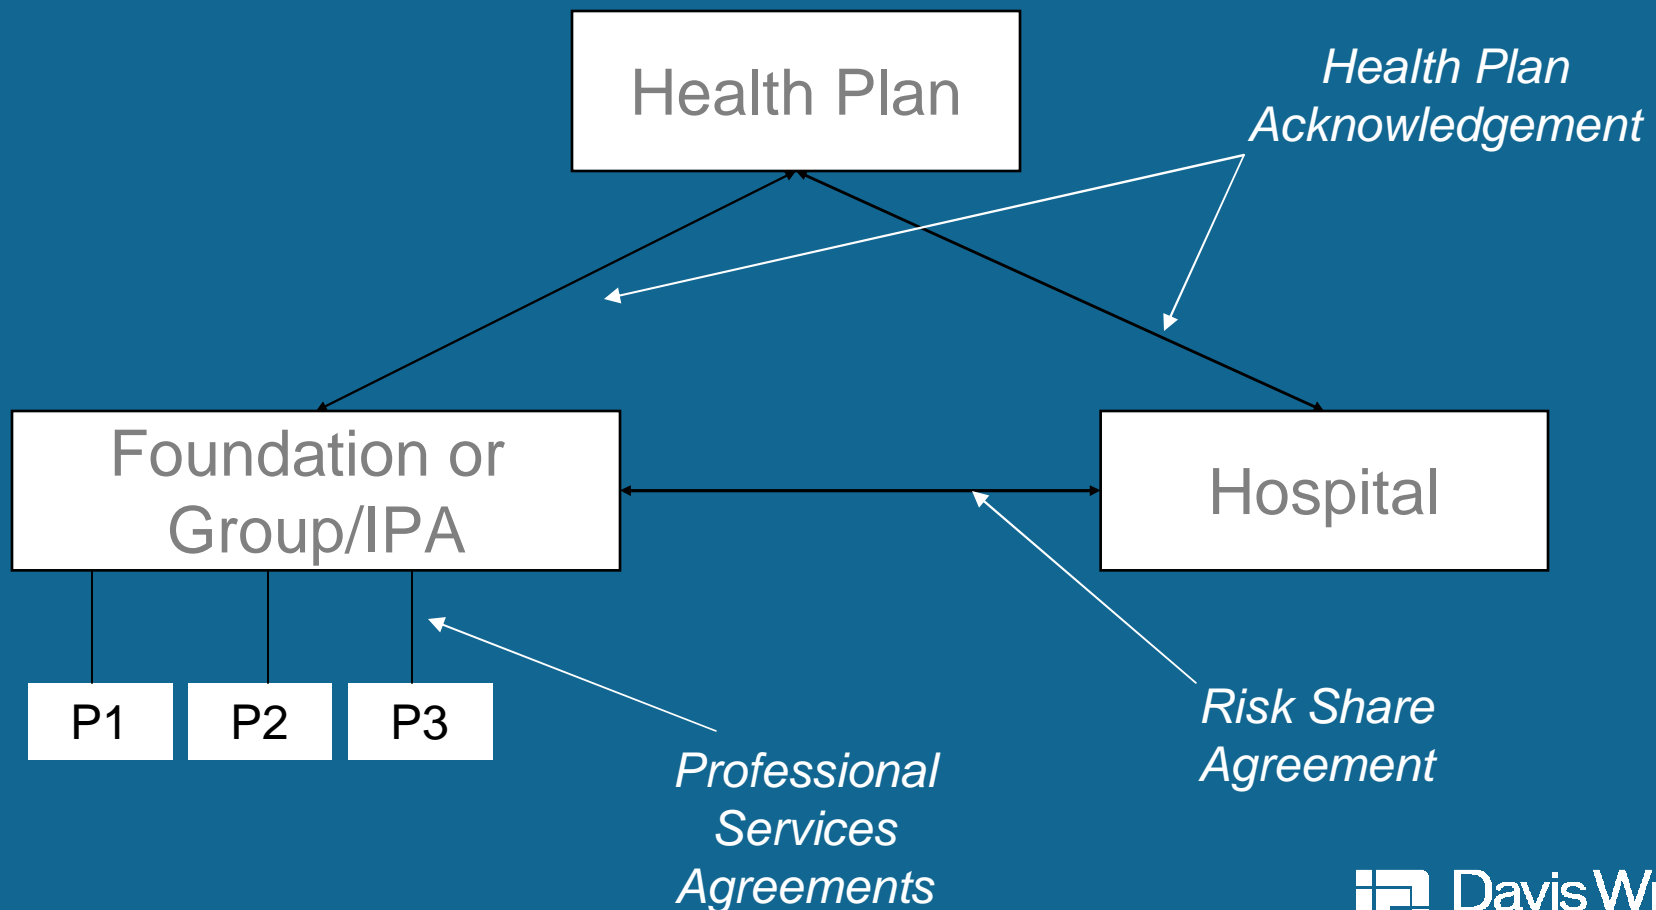 Health Plan
Health Plan
Acknowledgement
Foundation or
Group/IPA
Hospital
P1
P2
P3
Professional
Services
Agreements
Risk Share
Agreement
Davis